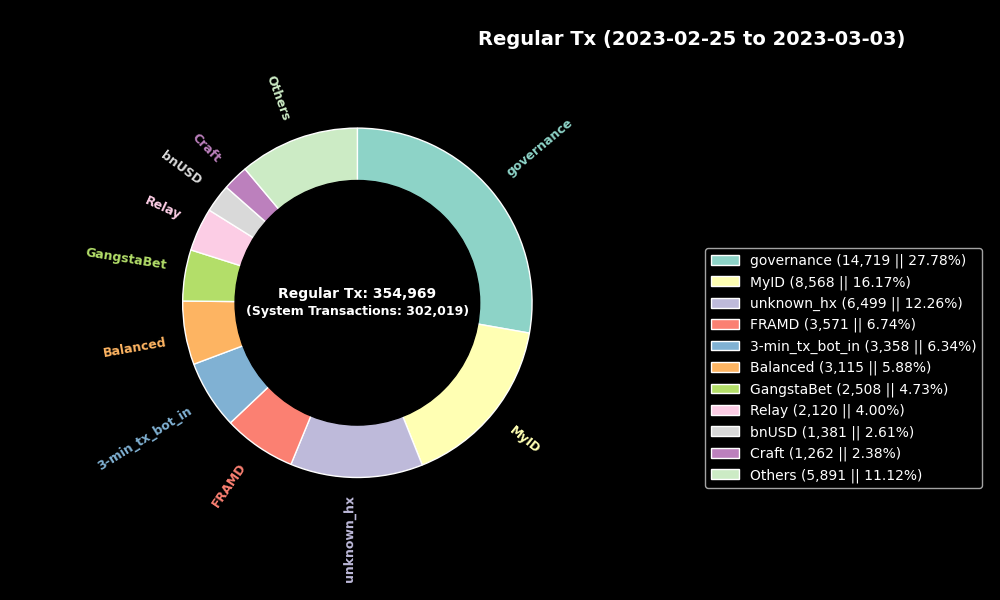 Regular Tx (2023-02-25 to 2023-03-03)
Others
governance
Craft
bnUSD
Relay
GangstaBet
Balanced
3-min_tx_bot_in
FRAMD
unknown_hx
MyID
Regular Tx: 354,969
(System Transactions: 302,019)
governance (14,719 || 27.78%)
MyID (8,568 || 16.17%)
unknown_hx (6,499 || 12.26%)
FRAMD (3,571 || 6.74%)
3-min_tx_bot_in (3,358 || 6.34%)
Balanced (3,115 || 5.88%)
GangstaBet (2,508 || 4.73%)
Relay (2,120 || 4.00%)
bnUSD (1,381 || 2.61%)
Craft (1,262 || 2.38%)
Others (5,891 || 11.12%)